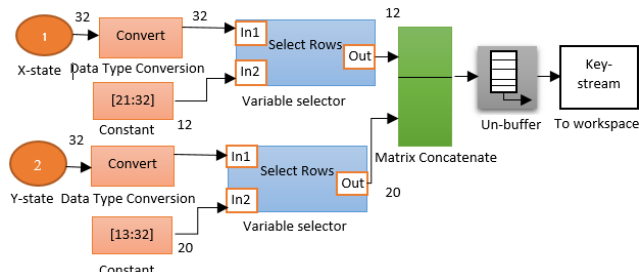 32
32
12
1
Convert
In1
Select Rows
Out
Key-
stream
X-state
Data Type Conversion
In2
[21:32]
Variable selector
Un-buffer
To workspace
Constant
12
32
2
Convert
In1
Select Rows
Matrix Concatenate
Y-state
Data Type Conversion
In2
Out
20
[13:32]
Variable selector
20
Constant